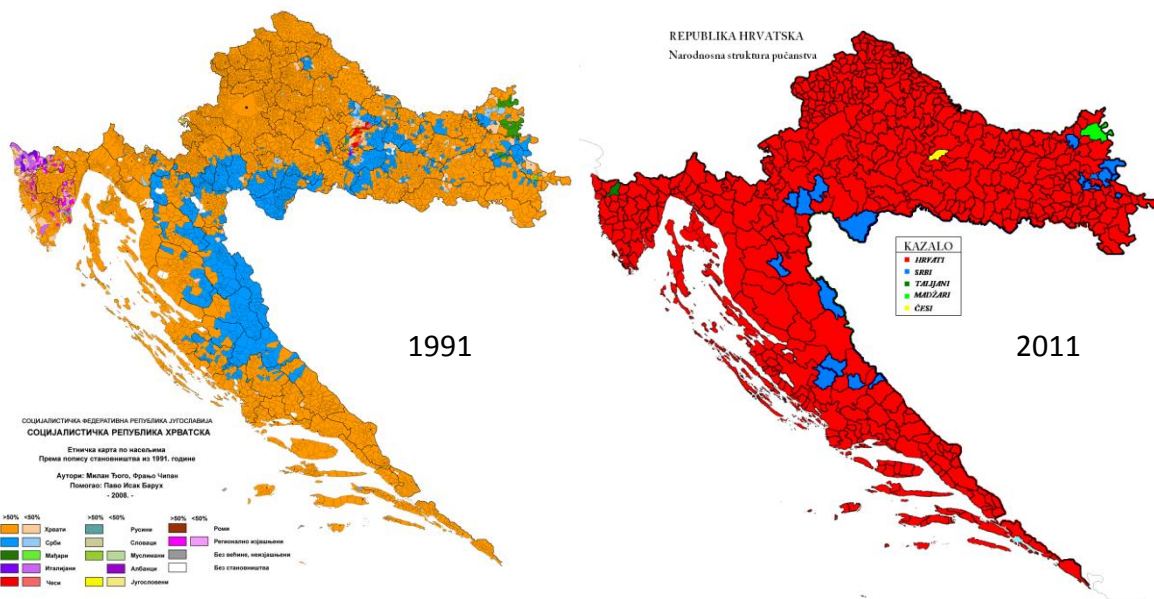 1991
СОЦИЈАЛИСТИЧКА ФЕДЕРАТИВНА РЕПУБЛИКА ЈУГОСЛАВИЈА
СОЦИЈАЛИСТИЧКА РЕПУБЛИКА ХРВАТСКА
Етничка карта по насељима
Према попису становништва из 1991. године
Аутори: Милан Ђого, Фрањо Чипан
Помогао: Паво Исак Барух
- 2008. -
>50% <50% >50% <50% >50% <50%
Хрвати Русини Роми
Срби Словаци Регионално изјашњени
Мађари Муслимани Без већине, неизјашњени
Италијани Албанци Без становништва
Чеси Југословени
REPUBLIKA HRVATSKA
Narodnosna struktura pučanstva
KAZALO
HRVATI
SRBI
TALIJANI
MADŽARI
ČESI
2011